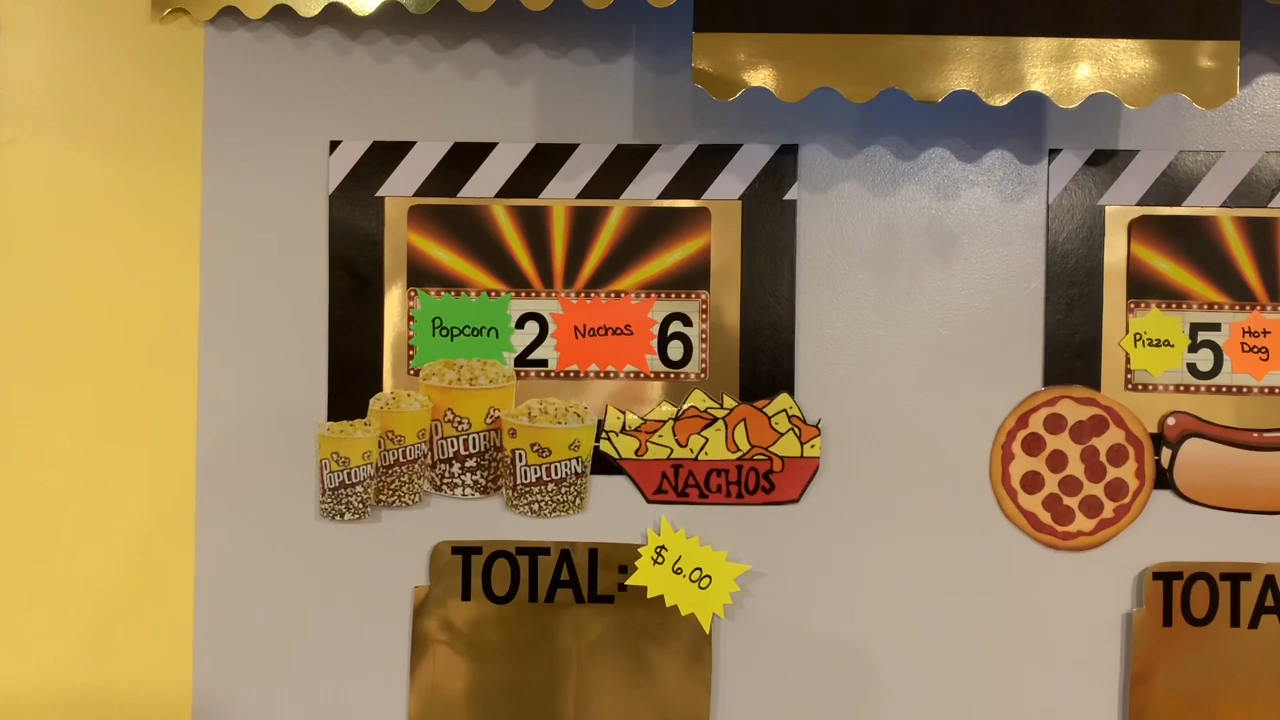 Popcorn 2 Nachos 6
POPCORN POPCORN POPCORN POPCORN
NACHOS
TOTAL: $6.00
Pizza 5 Hot Dog
TOTA